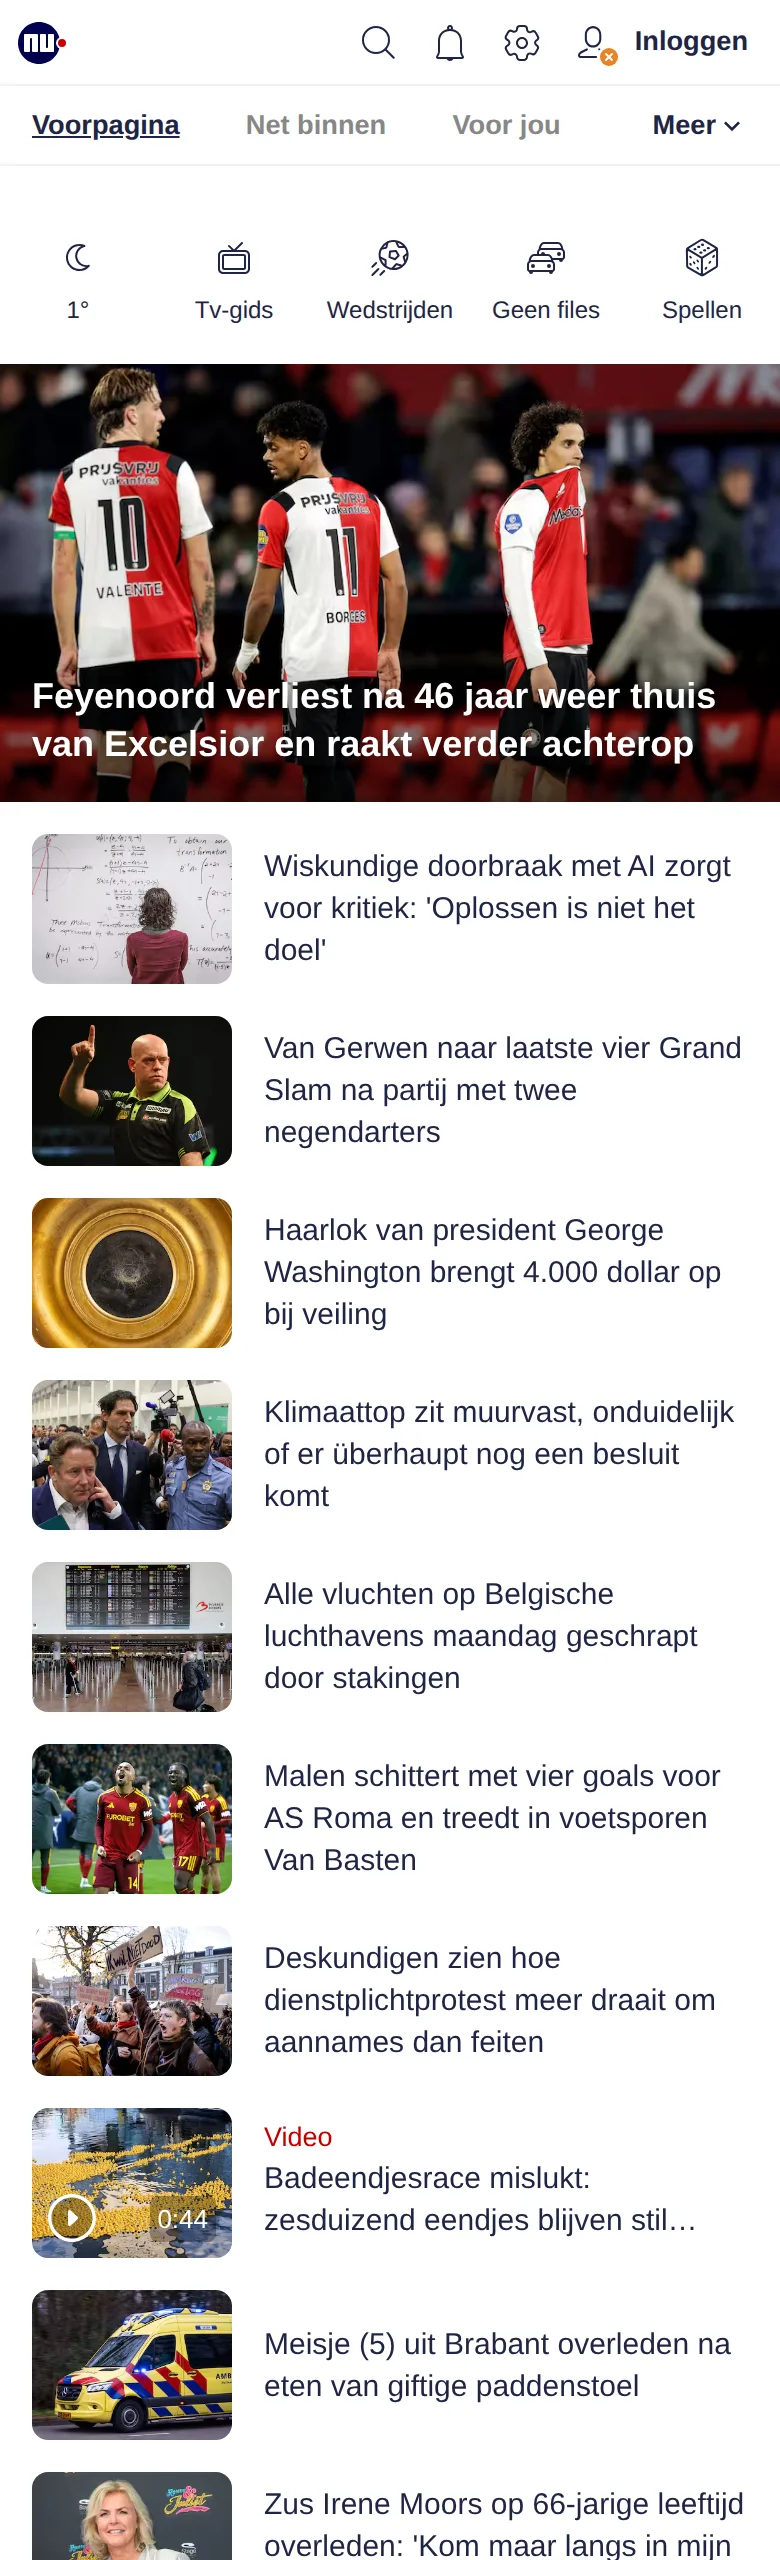 nu
Inloggen
Voorpagina
Net binnen
Voor jou
Meer
1°
Tv-gids
Wedstrijden
Geen files
Spellen
PRIJSVRIJ
vakanties
10
VALENTE
PRIJSVRIJ
vakanties
11
BORGES
Feyenoord verliest na 46 jaar weer thuis
van Excelsior en raakt verder achterop
Wiskundige doorbraak met AI zorgt
voor kritiek: 'Oplossen is niet het
doel'
Van Gerwen naar laatste vier Grand
Slam na partij met twee
negendarters
Haarlok van president George
Washington brengt 4.000 dollar op
bij veiling
Klimaattop zit muurvast, onduidelijk
of er überhaupt nog een besluit
komt
Alle vluchten op Belgische
luchthavens maandag geschrapt
door stakingen
EUROBET
14
17
Malen schittert met vier goals voor
AS Roma en treedt in voetsporen
Van Basten
IK WIL NIET DOOD
Deskundigen zien hoe
dienstplichtprotest meer draait om
aannames dan feiten
0:44
Video
Badeendjesrace mislukt:
zesduizend eendjes blijven stil…
Meisje (5) uit Brabant overleden na
eten van giftige paddenstoel
Zus Irene Moors op 66-jarige leeftijd
overleden: 'Kom maar langs in mijn